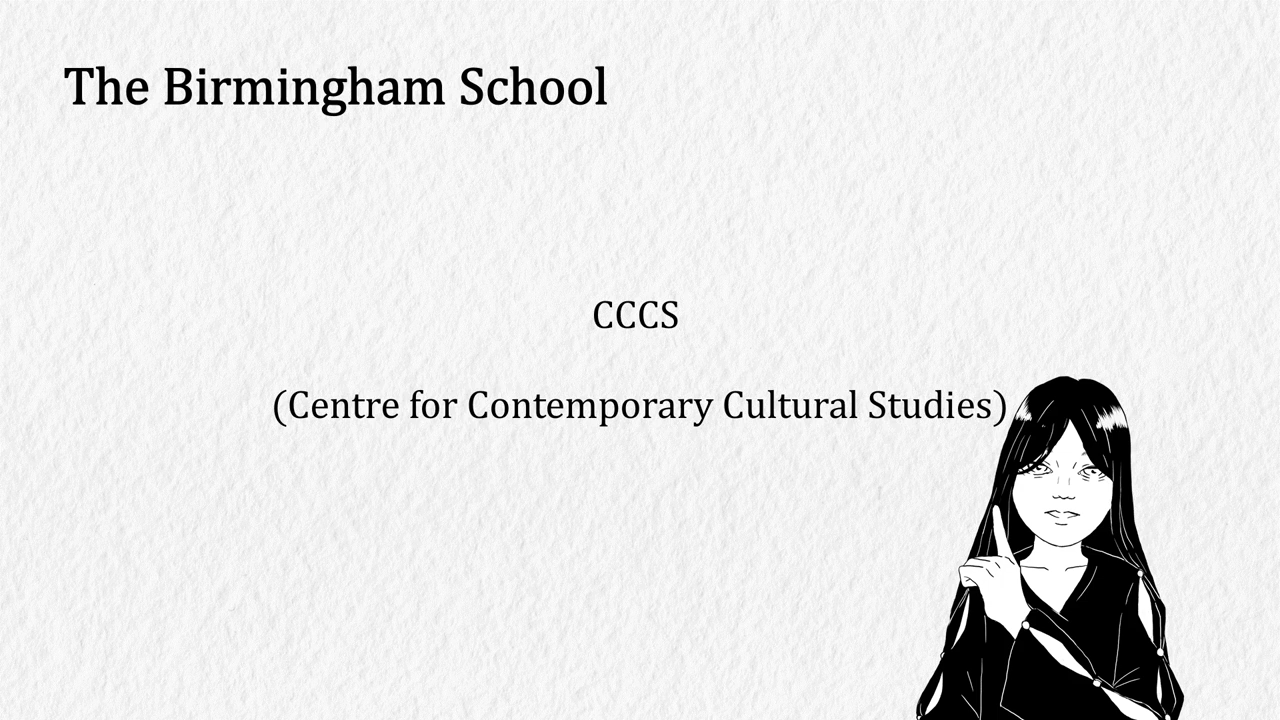 The Birmingham School
CCCS
(Centre for Contemporary Cultural Studies)